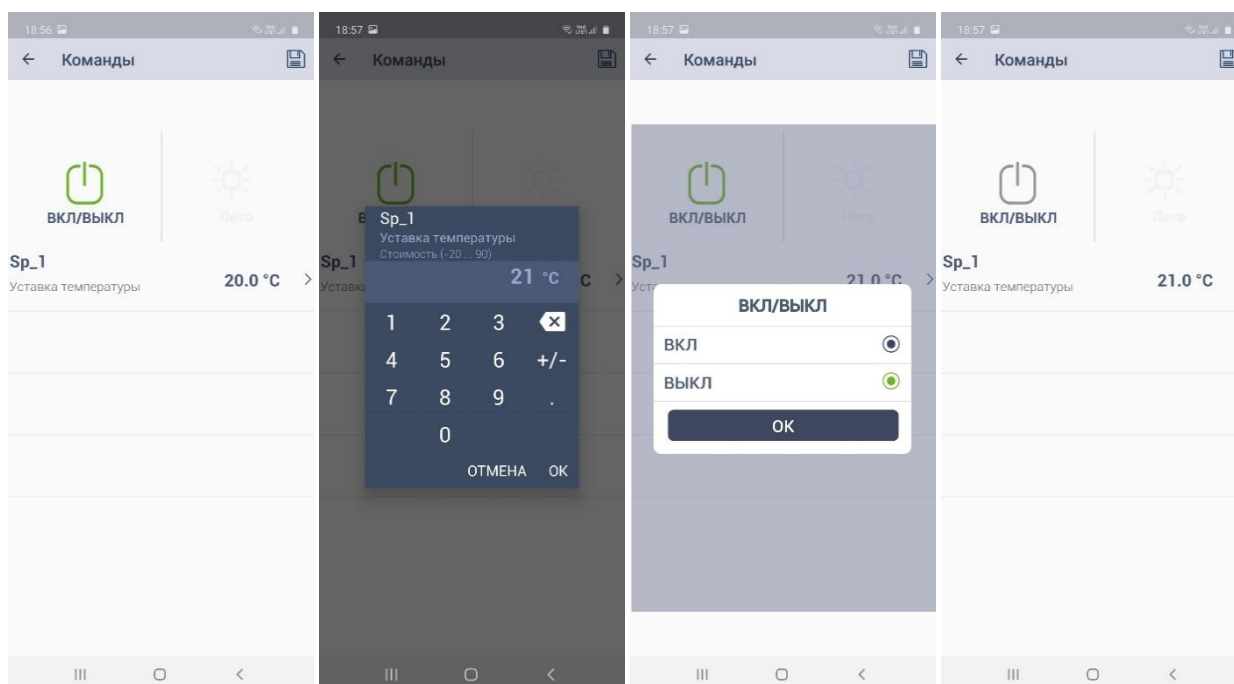 18:56
Команды
ВКЛ/ВЫКЛ
Лето
Sp_1
Уставка температуры
20.0 °C
18:57
Команды
Sp_1
Уставка температуры
Стоимость (-20 ... 90)
21 °C
1 2 3
4 5 6 +/-
7 8 9 .
0
ОТМЕНА OK
Sp_1
C
18:57
Команды
ВКЛ/ВЫКЛ
Лето
Sp_1
21.0 °C
ВКЛ/ВЫКЛ
ВКЛ
ВЫКЛ
OK
18:57
Команды
ВКЛ/ВЫКЛ
Лето
Sp_1
Уставка температуры
21.0 °C